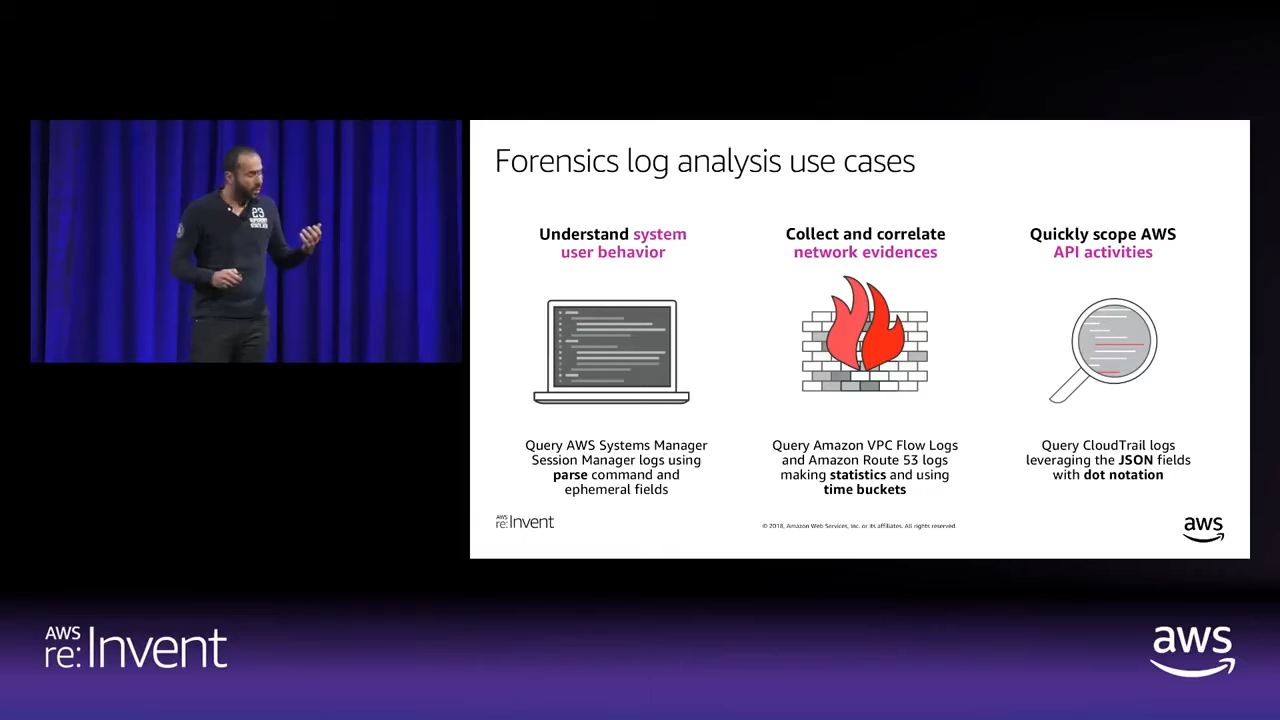 23
Forensics log analysis use cases
Understand system
user behavior
Query AWS Systems Manager
Session Manager logs using
parse command and
ephemeral fields
Collect and correlate
network evidences
Query Amazon VPC Flow Logs
and Amazon Route 53 logs
making statistics and using
time buckets
Quickly scope AWS
API activities
Query CloudTrail logs
leveraging the JSON fields
with dot notation
AWS
re:Invent
© 2018, Amazon Web Services, Inc. or its affiliates. All rights reserved.
aws
AWS
re:Invent
aws